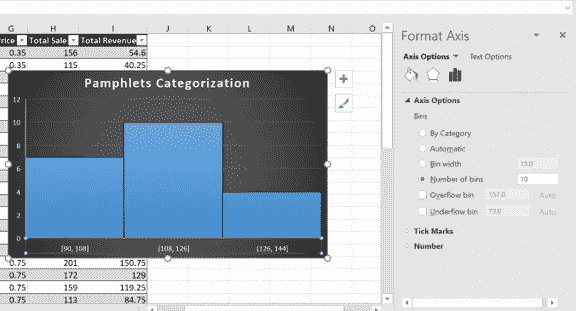 G H I J K L M N O
rice Total Sale Total Revenue
0.35 156 54.6
0.35 115 40.25
Pamphlets Categorization
12
10
8
6
4
2
0
[90, 108] (108, 126] (126, 144]
0.75 201 150.75
0.75 172 129
0.75 159 119.25
0.75 113 84.75
Format Axis
Axis Options Text Options
Axis Options
Bins
By Category
Automatic
Bin width 15.0
Number of bins 10
Overflow bin 157.0 Auto
Underflow bin 73.0 Auto
Tick Marks
Number